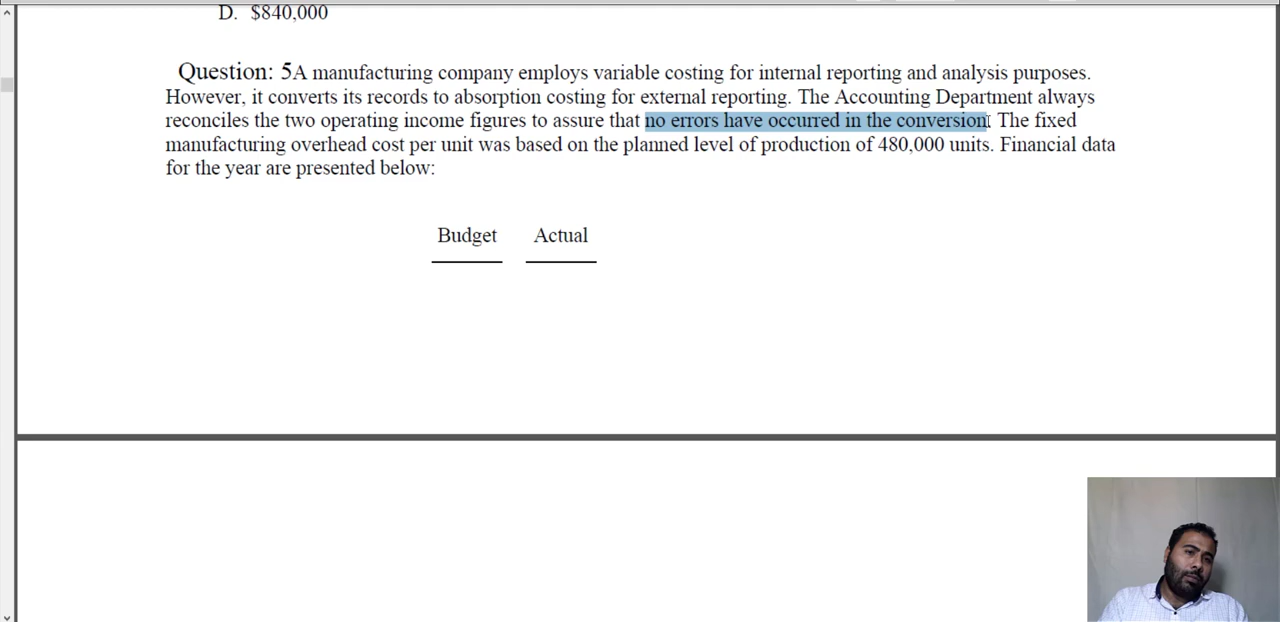 D. $840,000
Question: 5A manufacturing company employs variable costing for internal reporting and analysis purposes.
However, it converts its records to absorption costing for external reporting. The Accounting Department always
reconciles the two operating income figures to assure that no errors have occurred in the conversion. The fixed
manufacturing overhead cost per unit was based on the planned level of production of 480,000 units. Financial data
for the year are presented below:
Budget Actual